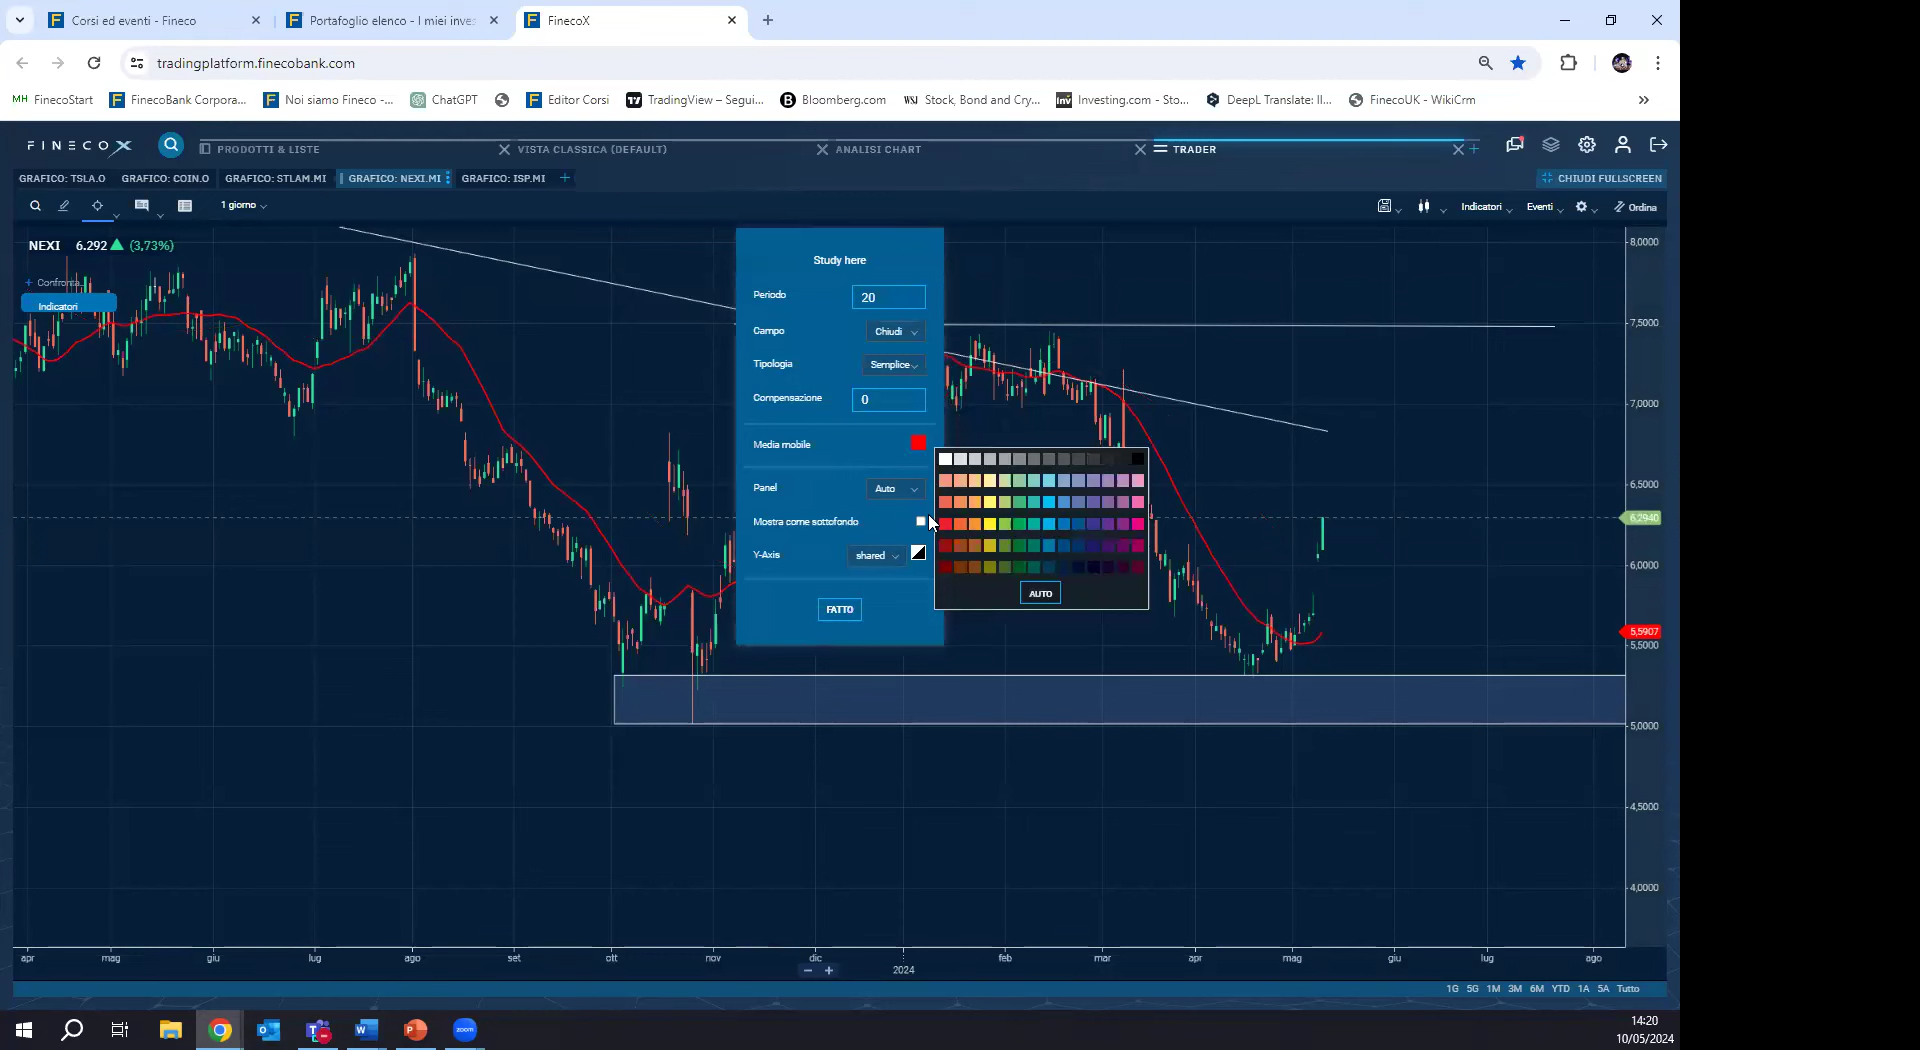 Corsi ed eventi - Fineco
Portafoglio elenco - I miei inves
FinecoX
tradingplatform.finecobank.com
MH FinecoStart
FinecoBank Corpora...
Noi siamo Fineco -...
ChatGPT
Editor Corsi
TradingView – Segui...
Bloomberg.com
WSJ Stock, Bond and Cry...
Inv Investing.com - Sto...
DeepL Translate: Il...
FinecoUK - WikiCrm
FINECOX
PRODOTTI & LISTE
VISTA CLASSICA (DEFAULT)
ANALISI CHART
TRADER
GRAFICO: TSLA.O
GRAFICO: COIN.O
GRAFICO: STLAM.MI
GRAFICO: NEXI.MI
GRAFICO: ISP.MI
CHIUDI FULLSCREEN
1 giorno
Indicatori
Eventi
Ordina
NEXI 6.292 (3,73%)
+ Confronta...
Indicatori
Study here
Periodo 20
Campo Chiudi
Tipologia Semplice
Compensazione 0
Media mobile
Panel Auto
Mostra come sottofondo
Y-Axis shared
FATTO
AUTO
8,0000
7,5000
7,0000
6,5000
6,2940
6,0000
5,5907
5,5000
5,0000
4,5000
4,0000
apr mag giu lug ago set ott nov dic 2024 feb mar apr mag giu lug ago
1G 5G 1M 3M 6M YTD 1A 5A Tutto
zoom
14:20
10/05/2024